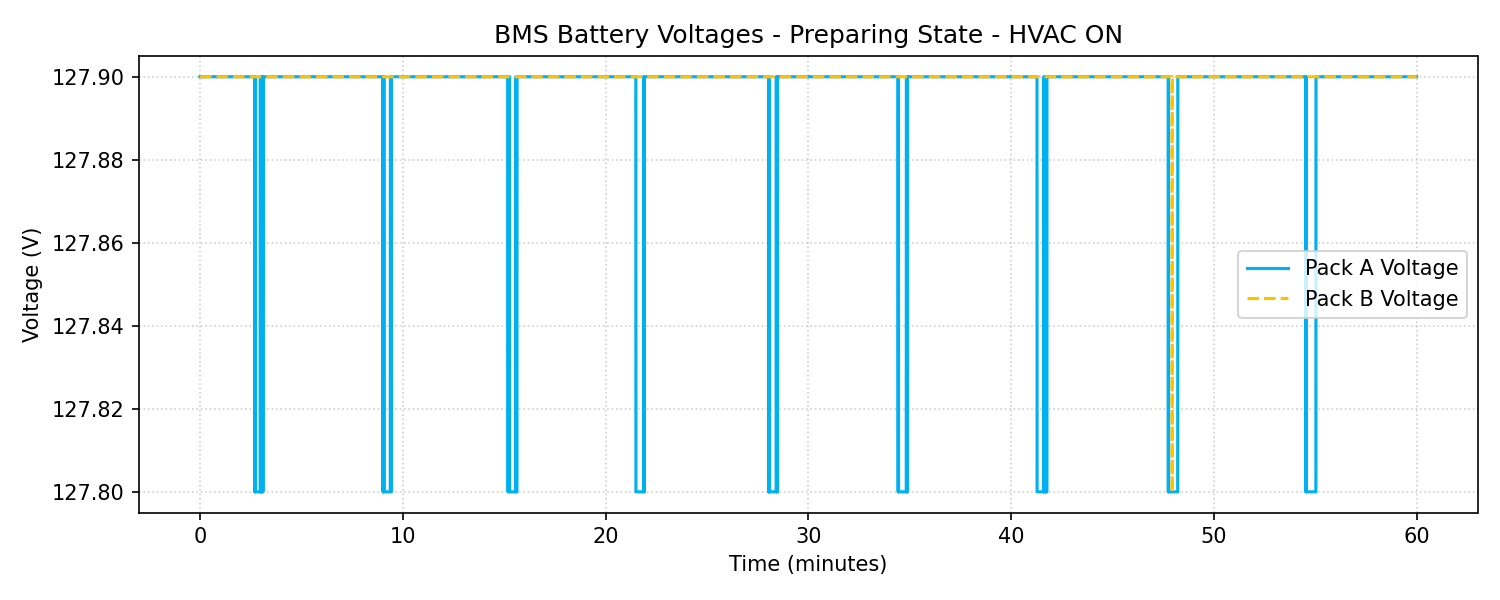 BMS Battery Voltages - Preparing State - HVAC ON
Voltage (V)
127.90
127.88
127.86
127.84
127.82
127.80
Pack A Voltage
Pack B Voltage
0 10 20 30 40 50 60
Time (minutes)